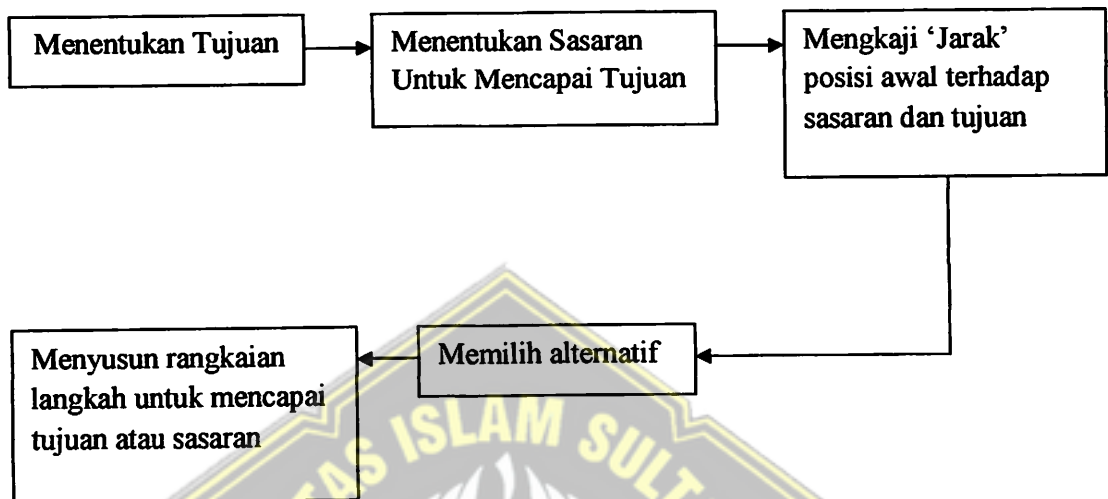 Menentukan Tujuan
Menentukan Sasaran
Untuk Mencapai Tujuan
Mengkaji ‘Jarak’
posisi awal terhadap
sasaran dan tujuan
Memilih alternatif
Menyusun rangkaian
langkah untuk mencapai
tujuan atau sasaran
ISLAM